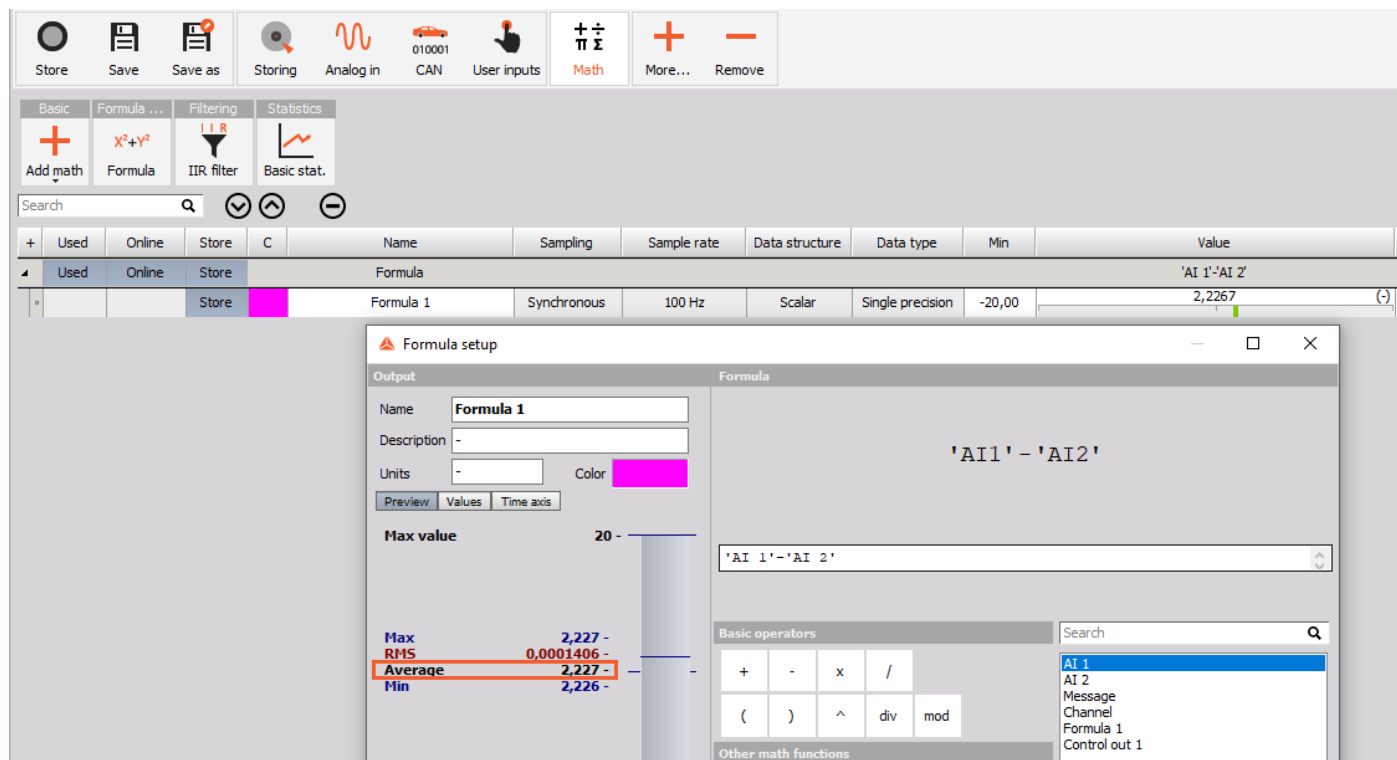 Store Save Save as Storing Analog in 010001 CAN User inputs +÷ π Σ Math More... Remove
Basic Formula ... Filtering Statistics
X²+Y² I I R
Add math Formula IIR filter Basic stat.
Search
+ Used Online Store C Name Sampling Sample rate Data structure Data type Min Value
Used Online Store Formula 'AI 1'-'AI 2'
Store Formula 1 Synchronous 100 Hz Scalar Single precision -20,00 2,2267 (-)
Formula setup
Output Formula
Name Formula 1
Description -
'AI1'-'AI2'
Units - Color
Preview Values Time axis
Max value 20 -
'AI 1'-'AI 2'
Max 2,227 -
RMS 0,0001406 -
Average 2,227 -
Min 2,226 -
Basic operators
+ - x /
( ) ^ div mod
Other math functions
Search
AI 1
AI 2
Message
Channel
Formula 1
Control out 1